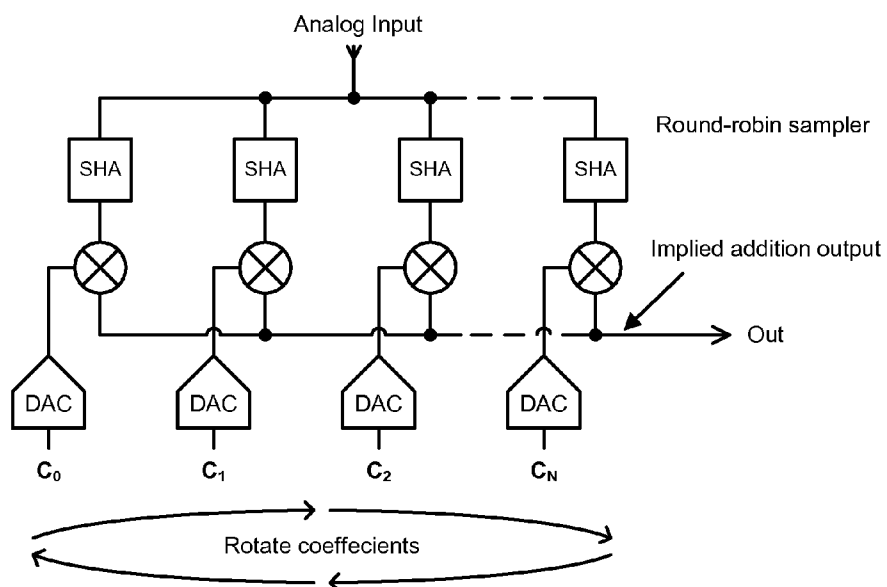 Analog Input
Round-robin sampler
SHA SHA SHA SHA
Implied addition output
Out
DAC DAC DAC DAC
C₀ C₁ C₂ C_N
Rotate coeffecients